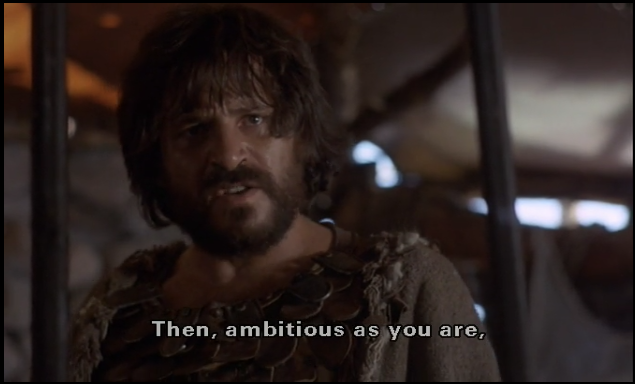 Then, ambitious as you are,